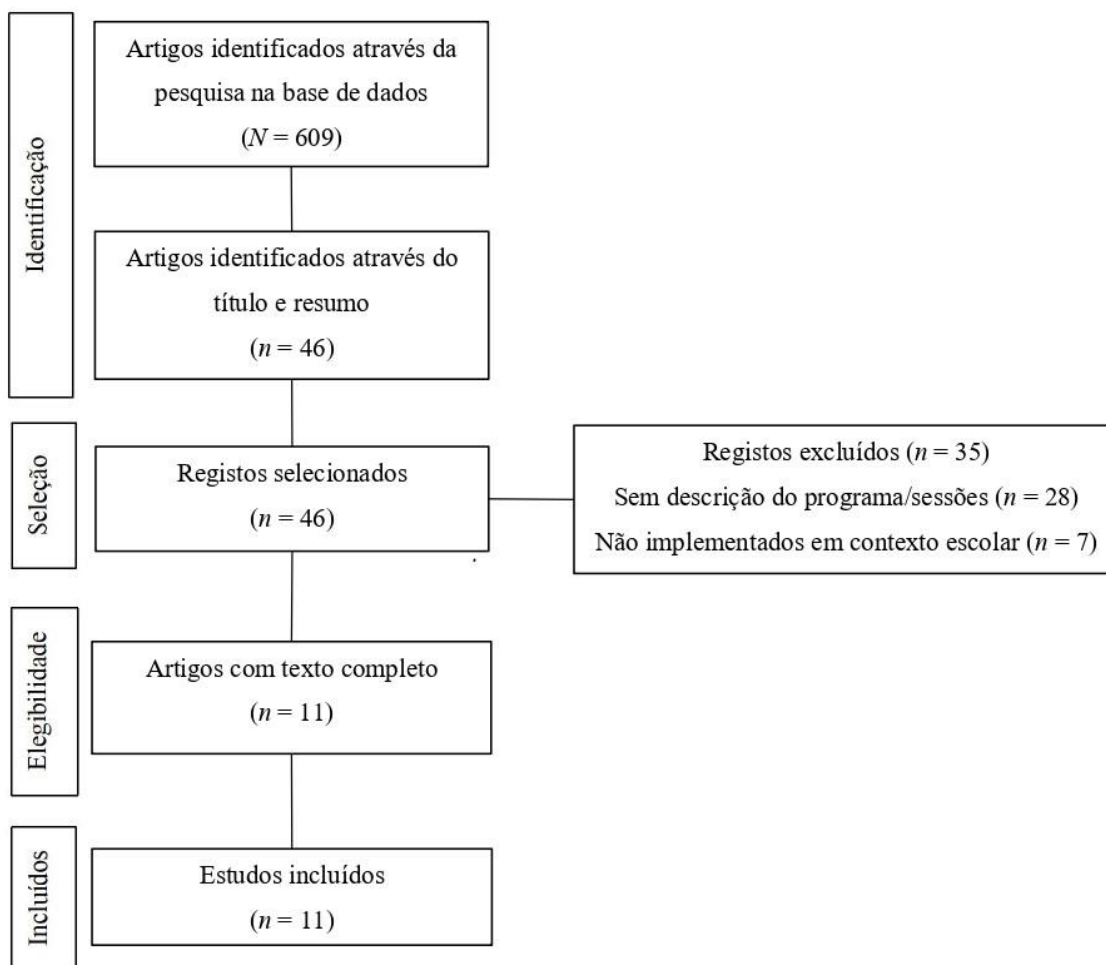 Identificação
Artigos identificados através da
pesquisa na base de dados
(N = 609)
Artigos identificados através do
título e resumo
(n = 46)
Seleção
Registos selecionados
(n = 46)
Registos excluídos (n = 35)
Sem descrição do programa/sessões (n = 28)
Não implementados em contexto escolar (n = 7)
Elegibilidade
Artigos com texto completo
(n = 11)
Incluídos
Estudos incluídos
(n = 11)